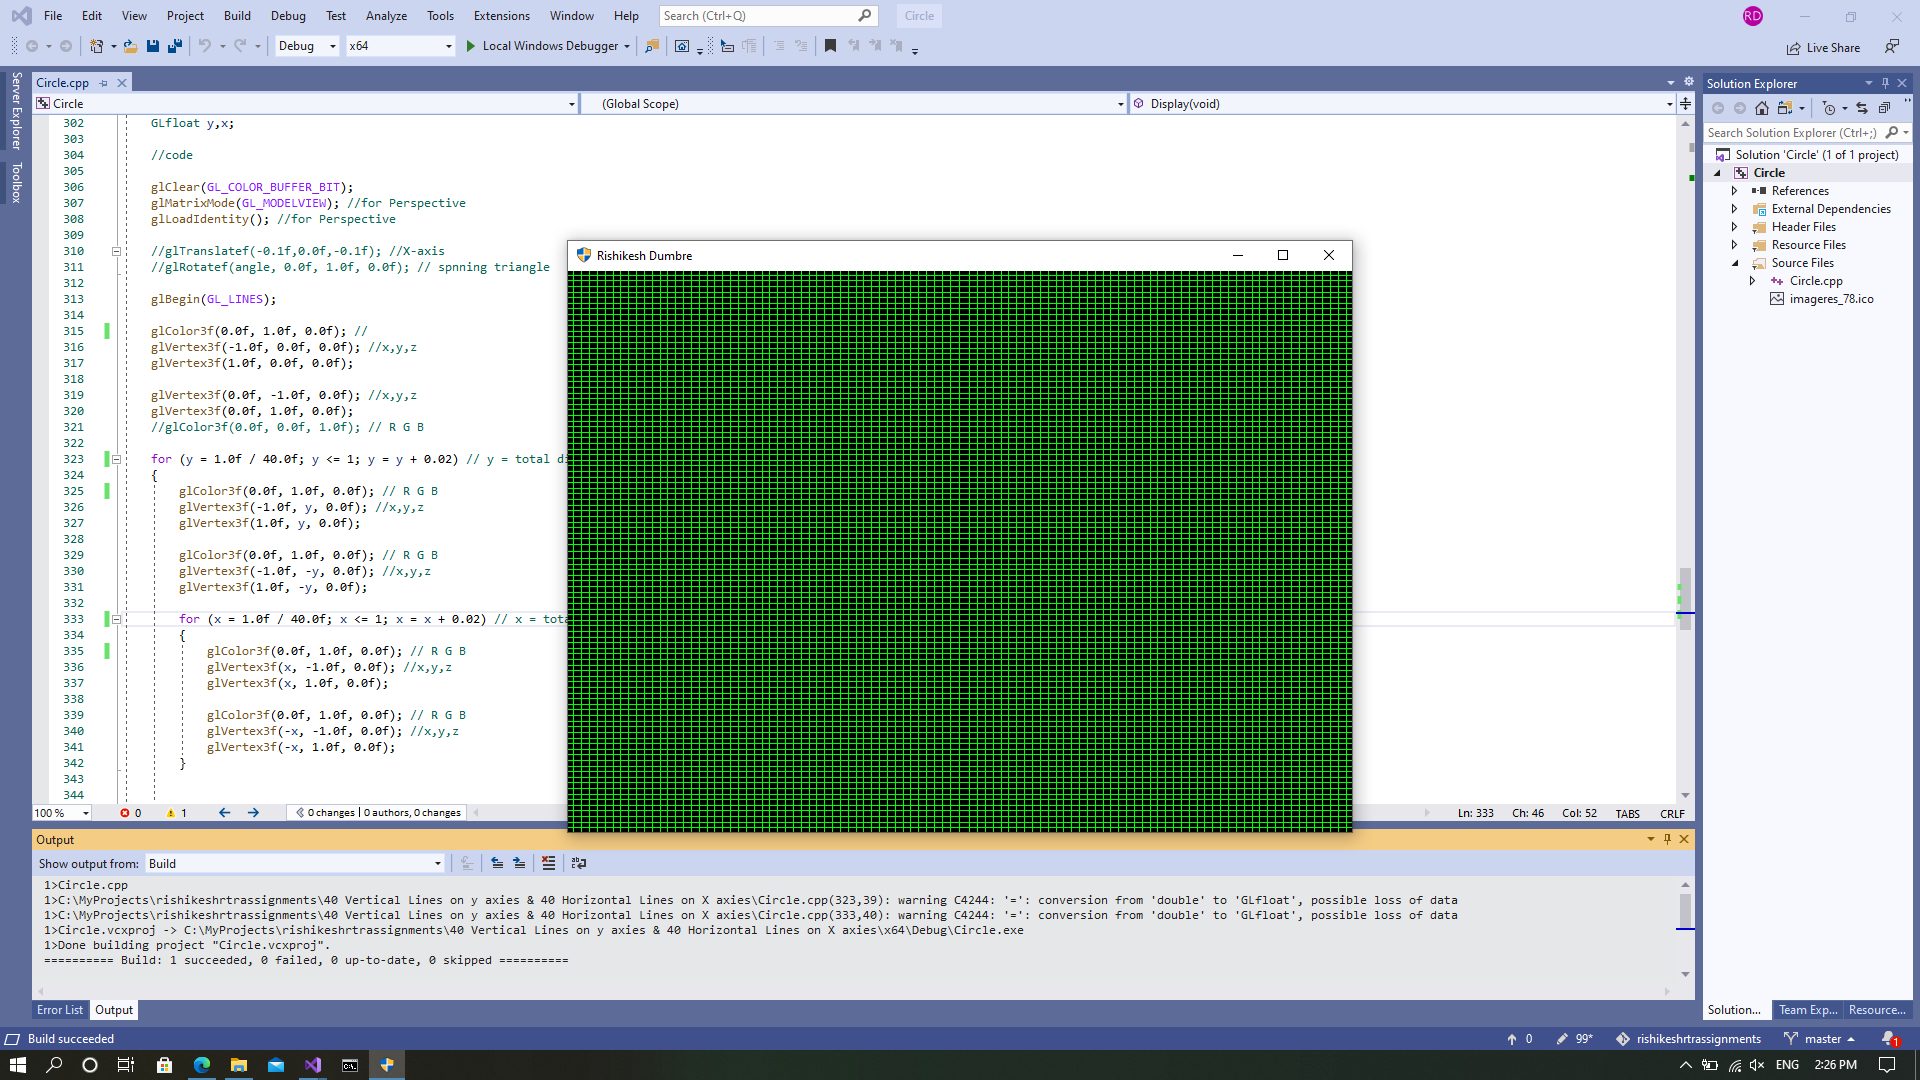 File Edit View Project Build Debug Test Analyze Tools Extensions Window Help Search (Ctrl+Q) Circle RD
Debug x64 Local Windows Debugger Live Share
Server Explorer
Toolbox
Circle.cpp
Circle (Global Scope) Display(void)
302 GLfloat y,x;
303
304 //code
305
306 glClear(GL_COLOR_BUFFER_BIT);
307 glMatrixMode(GL_MODELVIEW); //for Perspective
308 glLoadIdentity(); //for Perspective
309
310 //glTranslatef(-0.1f,0.0f,-0.1f); //X-axis
311 //glRotatef(angle, 0.0f, 1.0f, 0.0f); // spnning triangle
312
313 glBegin(GL_LINES);
314
315 glColor3f(0.0f, 1.0f, 0.0f); //
316 glVertex3f(-1.0f, 0.0f, 0.0f); //x,y,z
317 glVertex3f(1.0f, 0.0f, 0.0f);
318
319 glVertex3f(0.0f, -1.0f, 0.0f); //x,y,z
320 glVertex3f(0.0f, 1.0f, 0.0f);
321 //glColor3f(0.0f, 0.0f, 1.0f); // R G B
322
323 for (y = 1.0f / 40.0f; y <= 1; y = y + 0.02) // y = total di
324 {
325 glColor3f(0.0f, 1.0f, 0.0f); // R G B
326 glVertex3f(-1.0f, y, 0.0f); //x,y,z
327 glVertex3f(1.0f, y, 0.0f);
328
329 glColor3f(0.0f, 1.0f, 0.0f); // R G B
330 glVertex3f(-1.0f, -y, 0.0f); //x,y,z
331 glVertex3f(1.0f, -y, 0.0f);
332
333 for (x = 1.0f / 40.0f; x <= 1; x = x + 0.02) // x = tota
334 {
335 glColor3f(0.0f, 1.0f, 0.0f); // R G B
336 glVertex3f(x, -1.0f, 0.0f); //x,y,z
337 glVertex3f(x, 1.0f, 0.0f);
338
339 glColor3f(0.0f, 1.0f, 0.0f); // R G B
340 glVertex3f(-x, -1.0f, 0.0f); //x,y,z
341 glVertex3f(-x, 1.0f, 0.0f);
342 }
343
344
Rishikesh Dumbre
100 % 0 1 0 changes | 0 authors, 0 changes Ln: 333 Ch: 46 Col: 52 TABS CRLF
Output
Show output from: Build
1>Circle.cpp
1>C:\MyProjects\rishikeshrtrassignments\40 Vertical Lines on y axies & 40 Horizontal Lines on X axies\Circle.cpp(323,39): warning C4244: '=': conversion from 'double' to 'GLfloat', possible loss of data
1>C:\MyProjects\rishikeshrtrassignments\40 Vertical Lines on y axies & 40 Horizontal Lines on X axies\Circle.cpp(333,40): warning C4244: '=': conversion from 'double' to 'GLfloat', possible loss of data
1>Circle.vcxproj -> C:\MyProjects\rishikeshrtrassignments\40 Vertical Lines on y axies & 40 Horizontal Lines on X axies\x64\Debug\Circle.exe
1>Done building project "Circle.vcxproj".
========== Build: 1 succeeded, 0 failed, 0 up-to-date, 0 skipped ==========
Error List Output
Solution Explorer
Search Solution Explorer (Ctrl+;)
Solution 'Circle' (1 of 1 project)
Circle
References
External Dependencies
Header Files
Resource Files
Source Files
Circle.cpp
imageres_78.ico
Solution... Team Exp... Resource...
Build succeeded 0 99* rishikeshrtrassignments master 1
ENG 2:26 PM